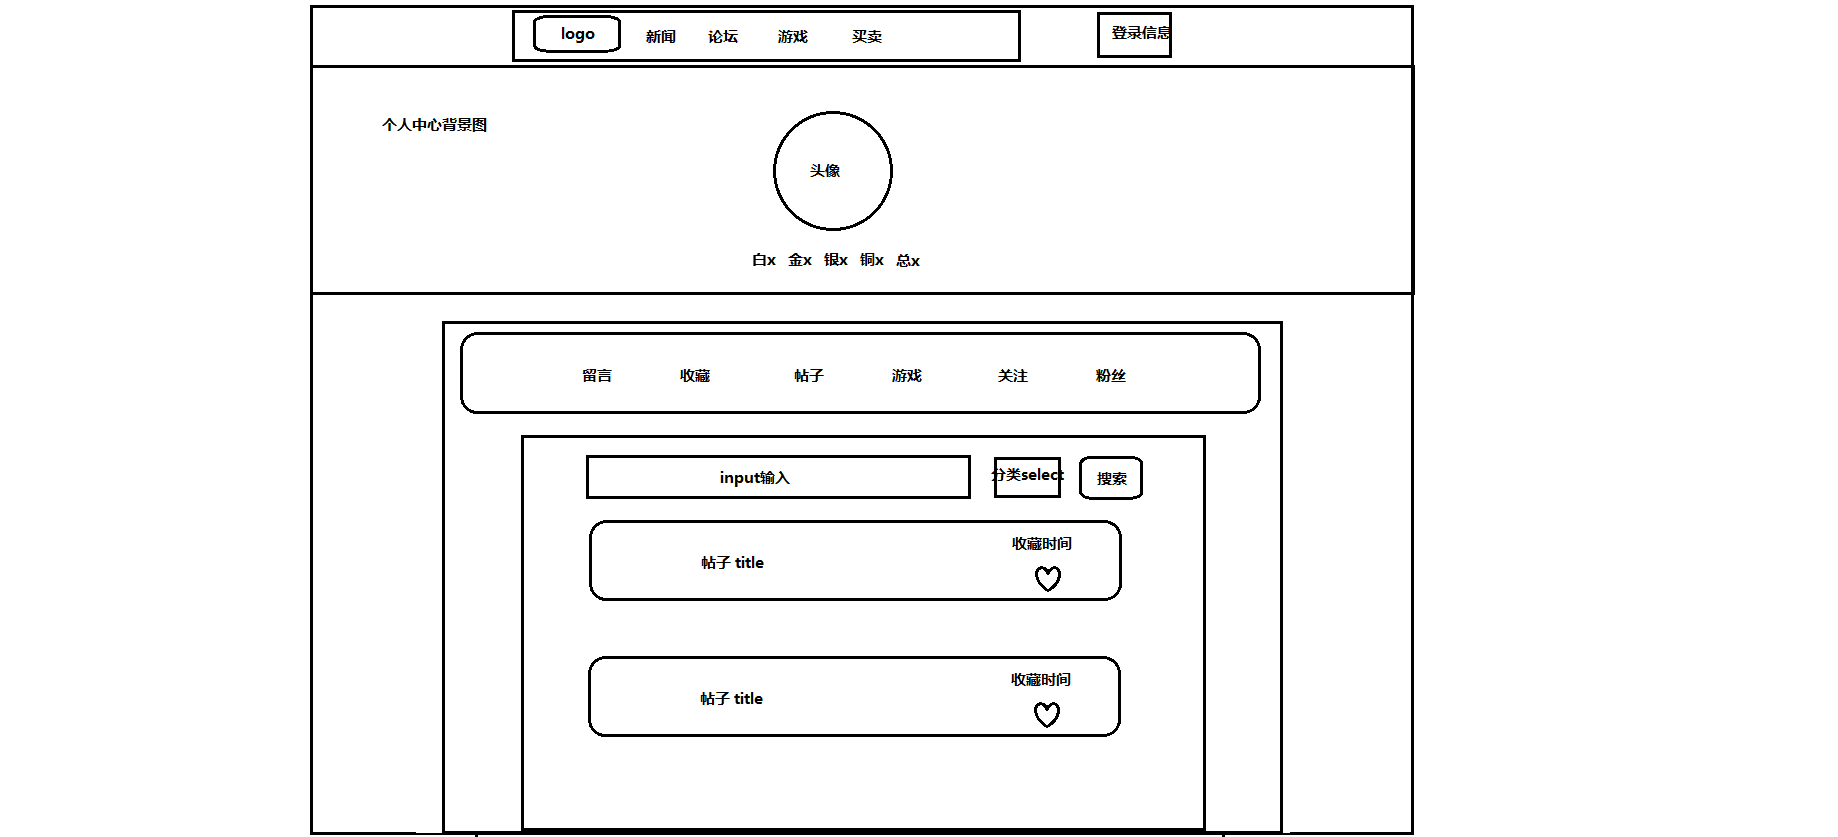 logo 新闻 论坛 游戏 买卖 登录信息
个人中心背景图
头像
白x 金x 银x 铜x 总x
留言 收藏 帖子 游戏 关注 粉丝
input输入 分类select 搜索
收藏时间
帖子 title
收藏时间
帖子 title